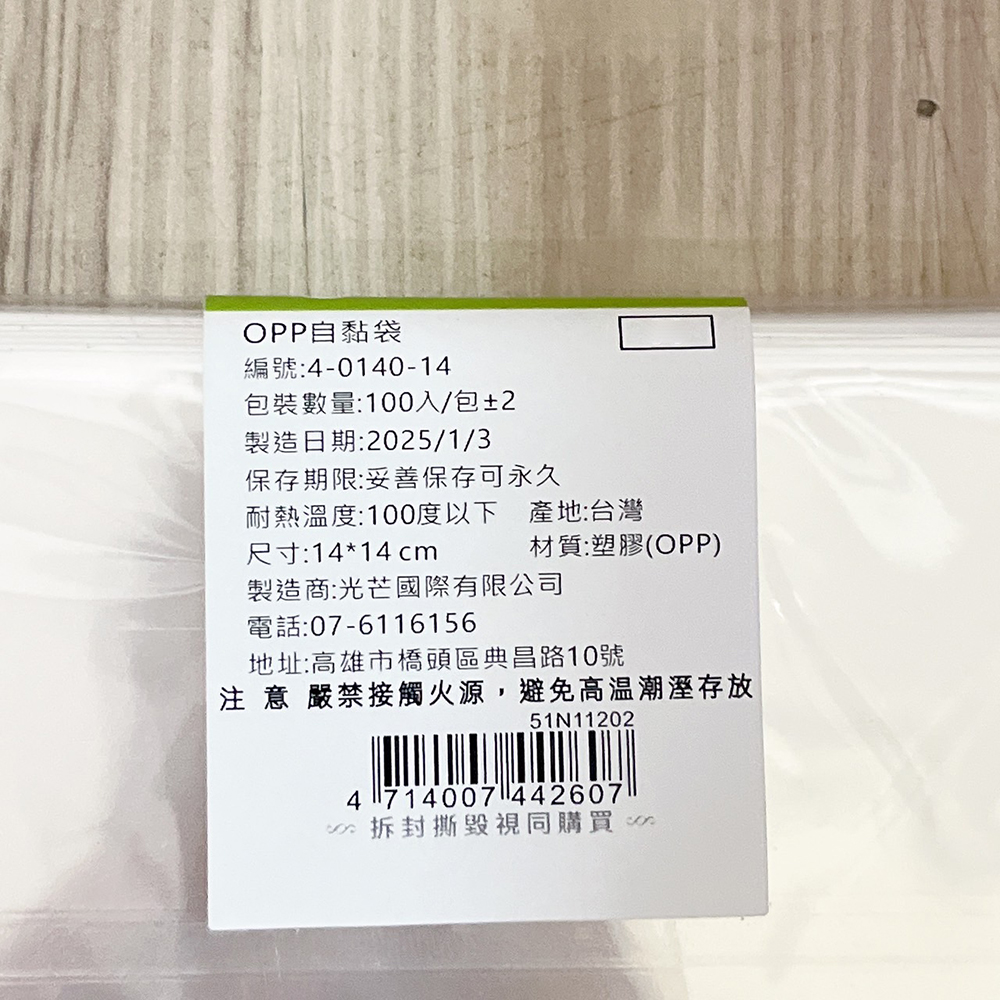 OPP自黏袋
編號:4-0140-14
包裝數量:100入/包±2
製造日期:2025/1/3
保存期限:妥善保存可永久
耐熱溫度:100度以下 產地:台灣
尺寸:14*14 cm 材質:塑膠(OPP)
製造商:光芒國際有限公司
電話:07-6116156
地址:高雄市橋頭區典昌路10號
注 意 嚴禁接觸火源，避免高温潮溼存放
51N11202
4 714007 442607
拆封撕毀視同購買